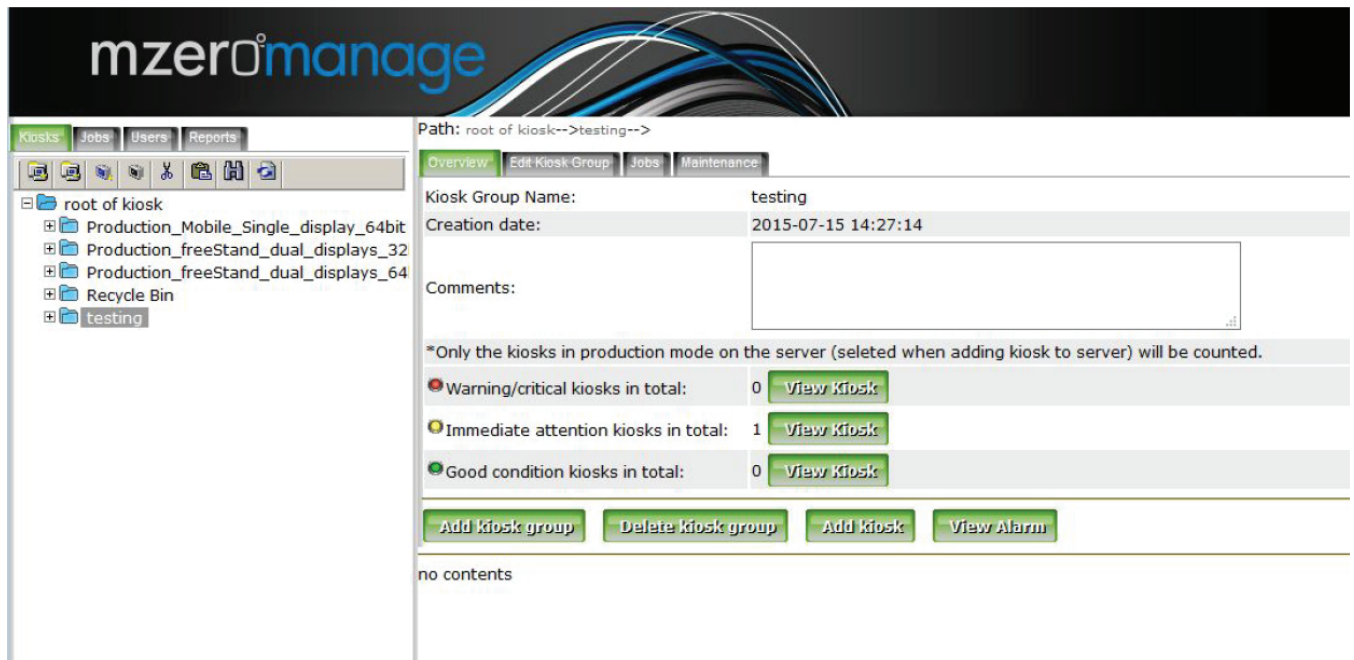 mzeromanage
Kiosks Jobs Users Reports
root of kiosk
Production_Mobile_Single_display_64bit
Production_freeStand_dual_displays_32
Production_freeStand_dual_displays_64
Recycle Bin
testing
Path: root of kiosk-->testing-->
Overview Edit Kiosk Group Jobs Maintenance
Kiosk Group Name: testing
Creation date: 2015-07-15 14:27:14
Comments:
*Only the kiosks in production mode on the server (seleted when adding kiosk to server) will be counted.
Warning/critical kiosks in total: 0 View Kiosk
Immediate attention kiosks in total: 1 View Kiosk
Good condition kiosks in total: 0 View Kiosk
Add kiosk group Delete kiosk group Add kiosk View Alarm
no contents